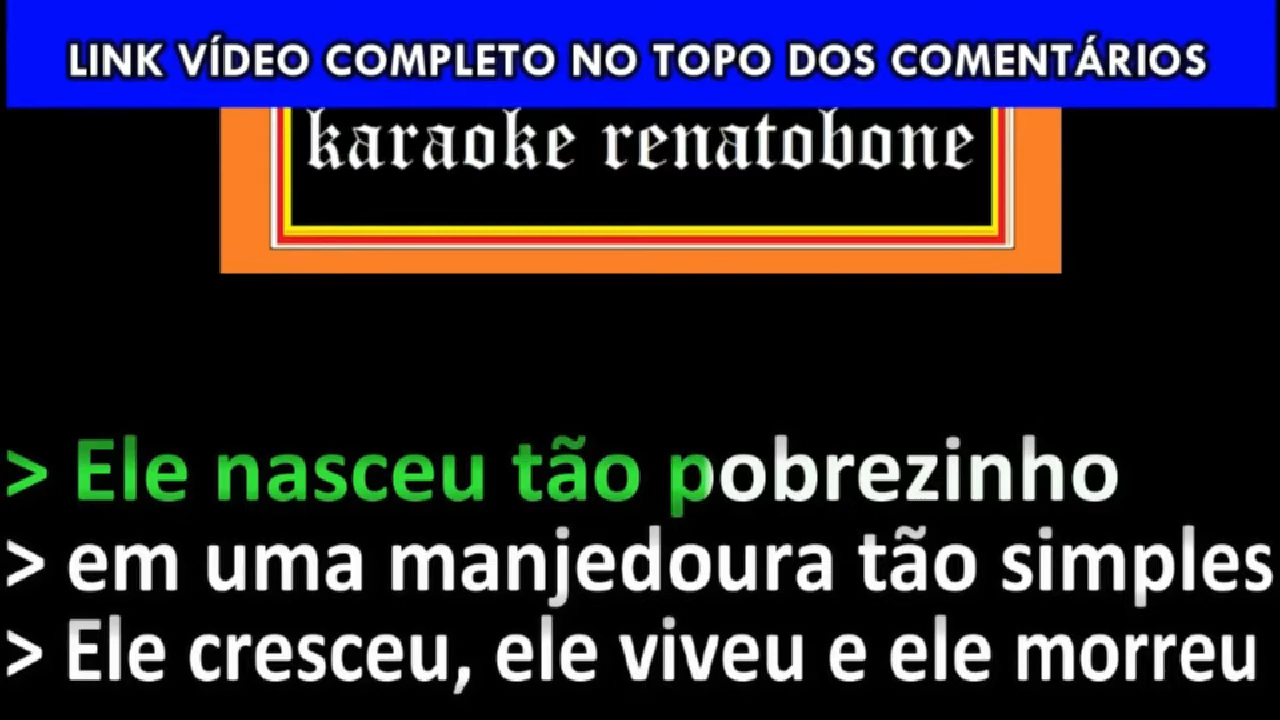 LINK VÍDEO COMPLETO NO TOPO DOS COMENTÁRIOS
karaoke renatobone
> Ele nasceu tão pobrezinho
> em uma manjedoura tão simples
> Ele cresceu, ele viveu e ele morreu